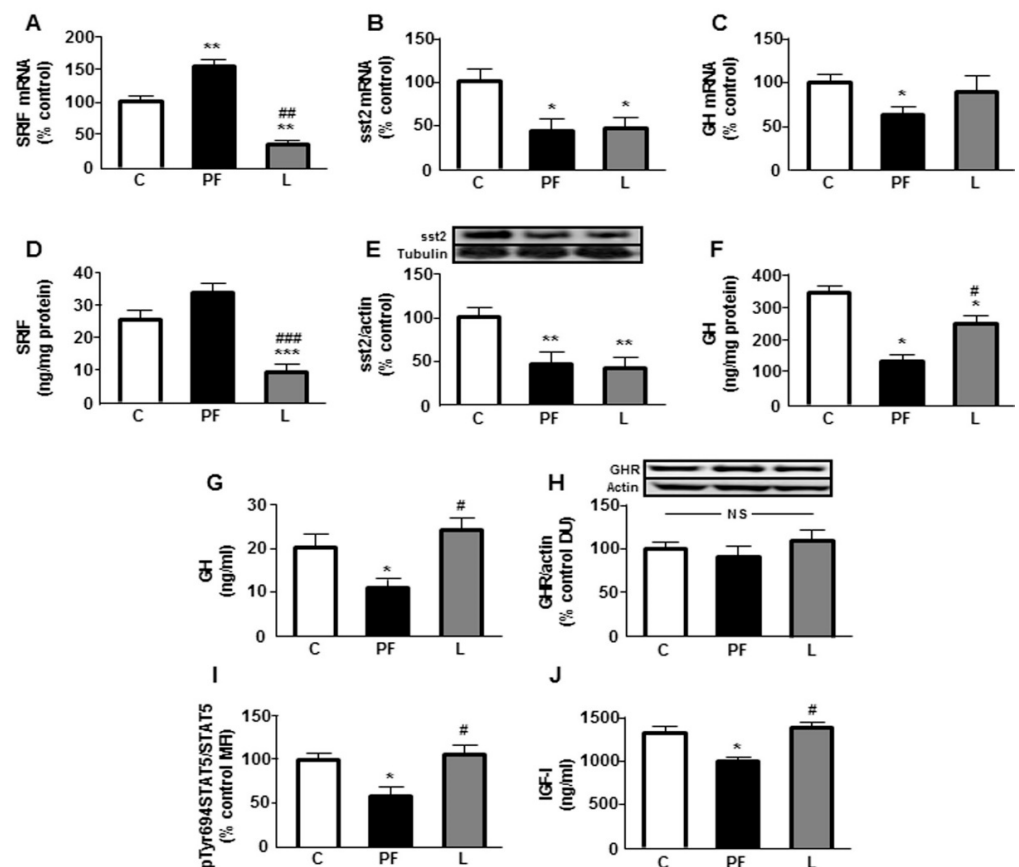 A
SRIF mRNA
(% control)
200
150
100
50
0
**
##
**
C PF L
B
sst2 mRNA
(% control)
150
100
50
0
*
*
C PF L
C
GH mRNA
(% control)
150
100
50
0
*
C PF L
D
SRIF
(ng/mg protein)
40
30
20
10
0
###
***
C PF L
E
sst2
Tubulin
sst2/actin
(% control)
150
100
50
0
**
**
C PF L
F
GH
(ng/mg protein)
400
300
200
100
0
*
#
*
C PF L
G
GH
(ng/ml)
30
20
10
0
*
#
C PF L
H
GHR
Actin
NS
GHR/actin
(% control DU)
150
100
50
0
C PF L
I
pTyr694STAT5/STAT5
(% control MFI)
150
100
50
0
*
#
C PF L
J
IGF-I
(ng/ml)
1500
1000
500
0
*
#
C PF L